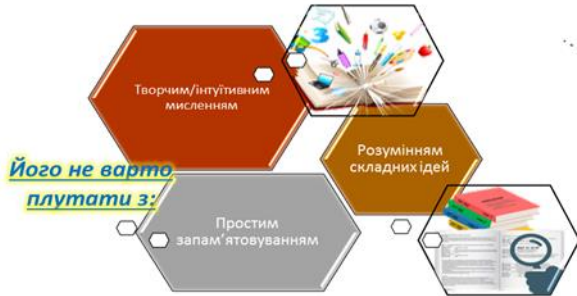 Його не варто
плутати з:
Творчим/інтуїтивним
мисленням
Розумінням
складних ідей
Простим
запам’ятовуванням